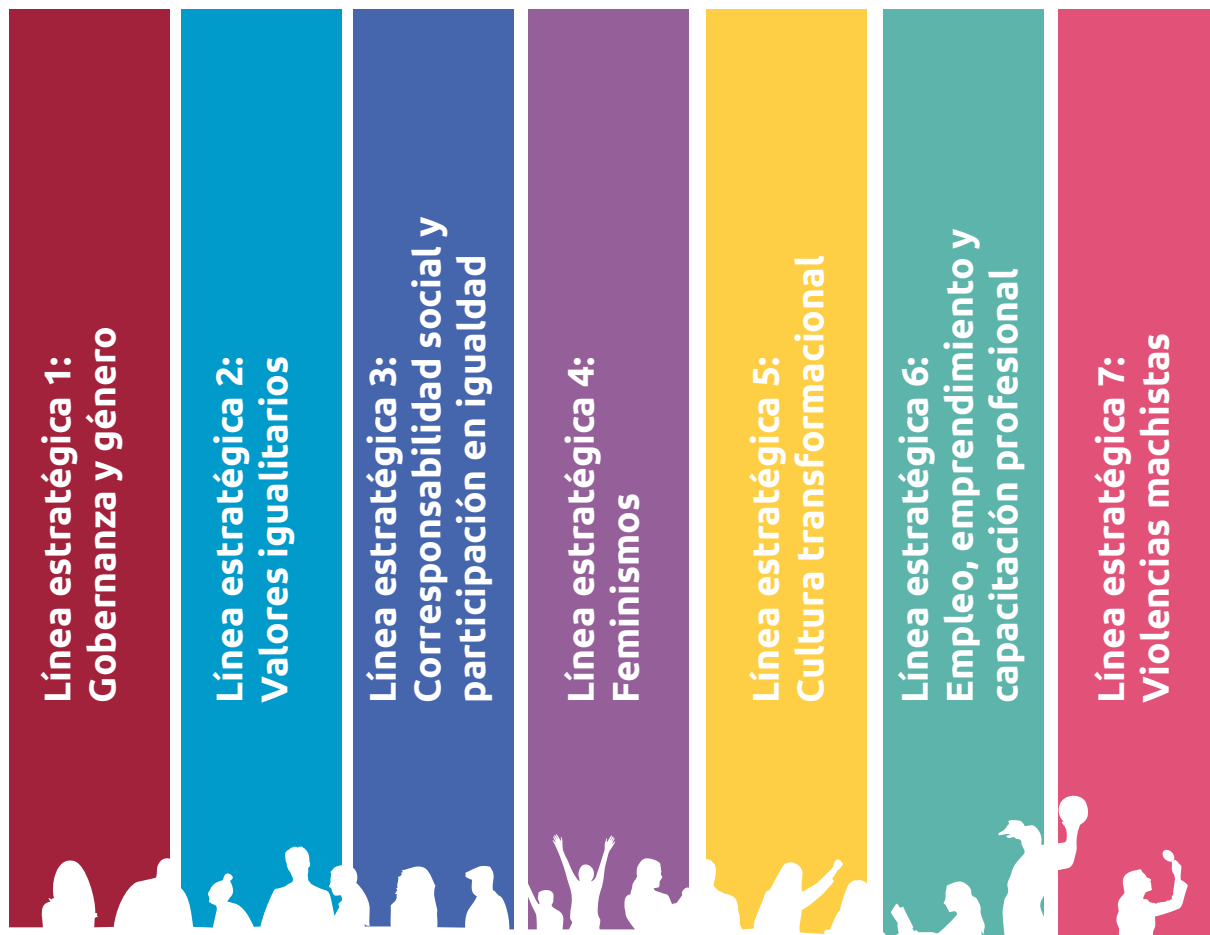 Línea estratégica 1:
Gobernanza y género
Línea estratégica 2:
Valores igualitarios
Línea estratégica 3:
Corresponsabilidad social y
participación en igualdad
Línea estratégica 4:
Feminismos
Línea estratégica 5:
Cultura transformacional
Línea estratégica 6:
Empleo, emprendimiento y
capacitación profesional
Línea estratégica 7:
Violencias machistas